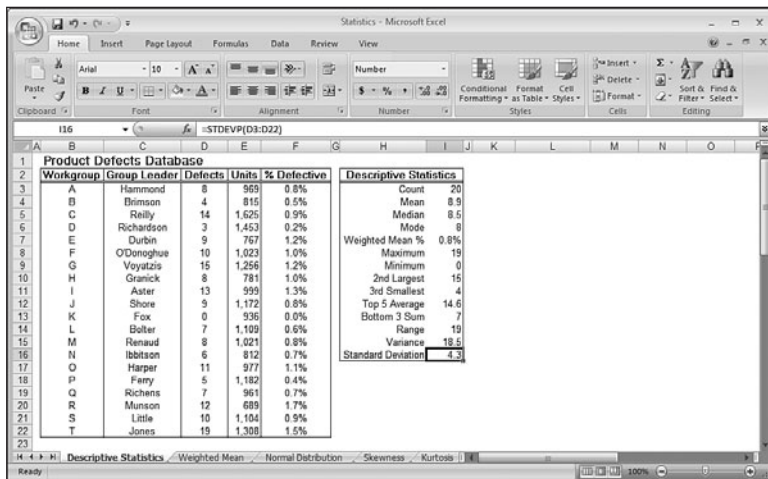 Statistics - Microsoft Excel
Home Insert Page Layout Formulas Data Review View
Paste Arial 10 A A Number Conditional Formatting Format as Table Cell Styles Insert Delete Format Sort & Filter Find & Select
B I U A $ % ,
Clipboard Font Alignment Number Styles Cells Editing
I16 fx =STDEVP(D3:D22)
A B C D E F G H I J K L M N O P
1 Product Defects Database
2 Workgroup Group Leader Defects Units % Defective Descriptive Statistics
3 A Hammond 8 969 0.8% Count 20
4 B Brimson 4 815 0.5% Mean 8.9
5 C Reilly 14 1,625 0.9% Median 8.5
6 D Richardson 3 1,453 0.2% Mode 8
7 E Durbin 9 767 1.2% Weighted Mean % 0.8%
8 F O'Donoghue 10 1,023 1.0% Maximum 19
9 G Voyatzis 15 1,256 1.2% Minimum 0
10 H Granick 8 781 1.0% 2nd Largest 15
11 I Aster 13 999 1.3% 3rd Smallest 4
12 J Shore 9 1,172 0.8% Top 5 Average 14.6
13 K Fox 0 936 0.0% Bottom 3 Sum 7
14 L Bolter 7 1,109 0.6% Range 19
15 M Renaud 8 1,021 0.8% Variance 18.5
16 N Ibbitson 6 812 0.7% Standard Deviation 4.3
17 O Harper 11 977 1.1%
18 P Ferry 5 1,182 0.4%
19 Q Richens 7 961 0.7%
20 R Munson 12 689 1.7%
21 S Little 10 1,104 0.9%
22 T Jones 19 1,308 1.5%
23
Descriptive Statistics Weighted Mean Normal Distribution Skewness Kurtosis
Ready 100%